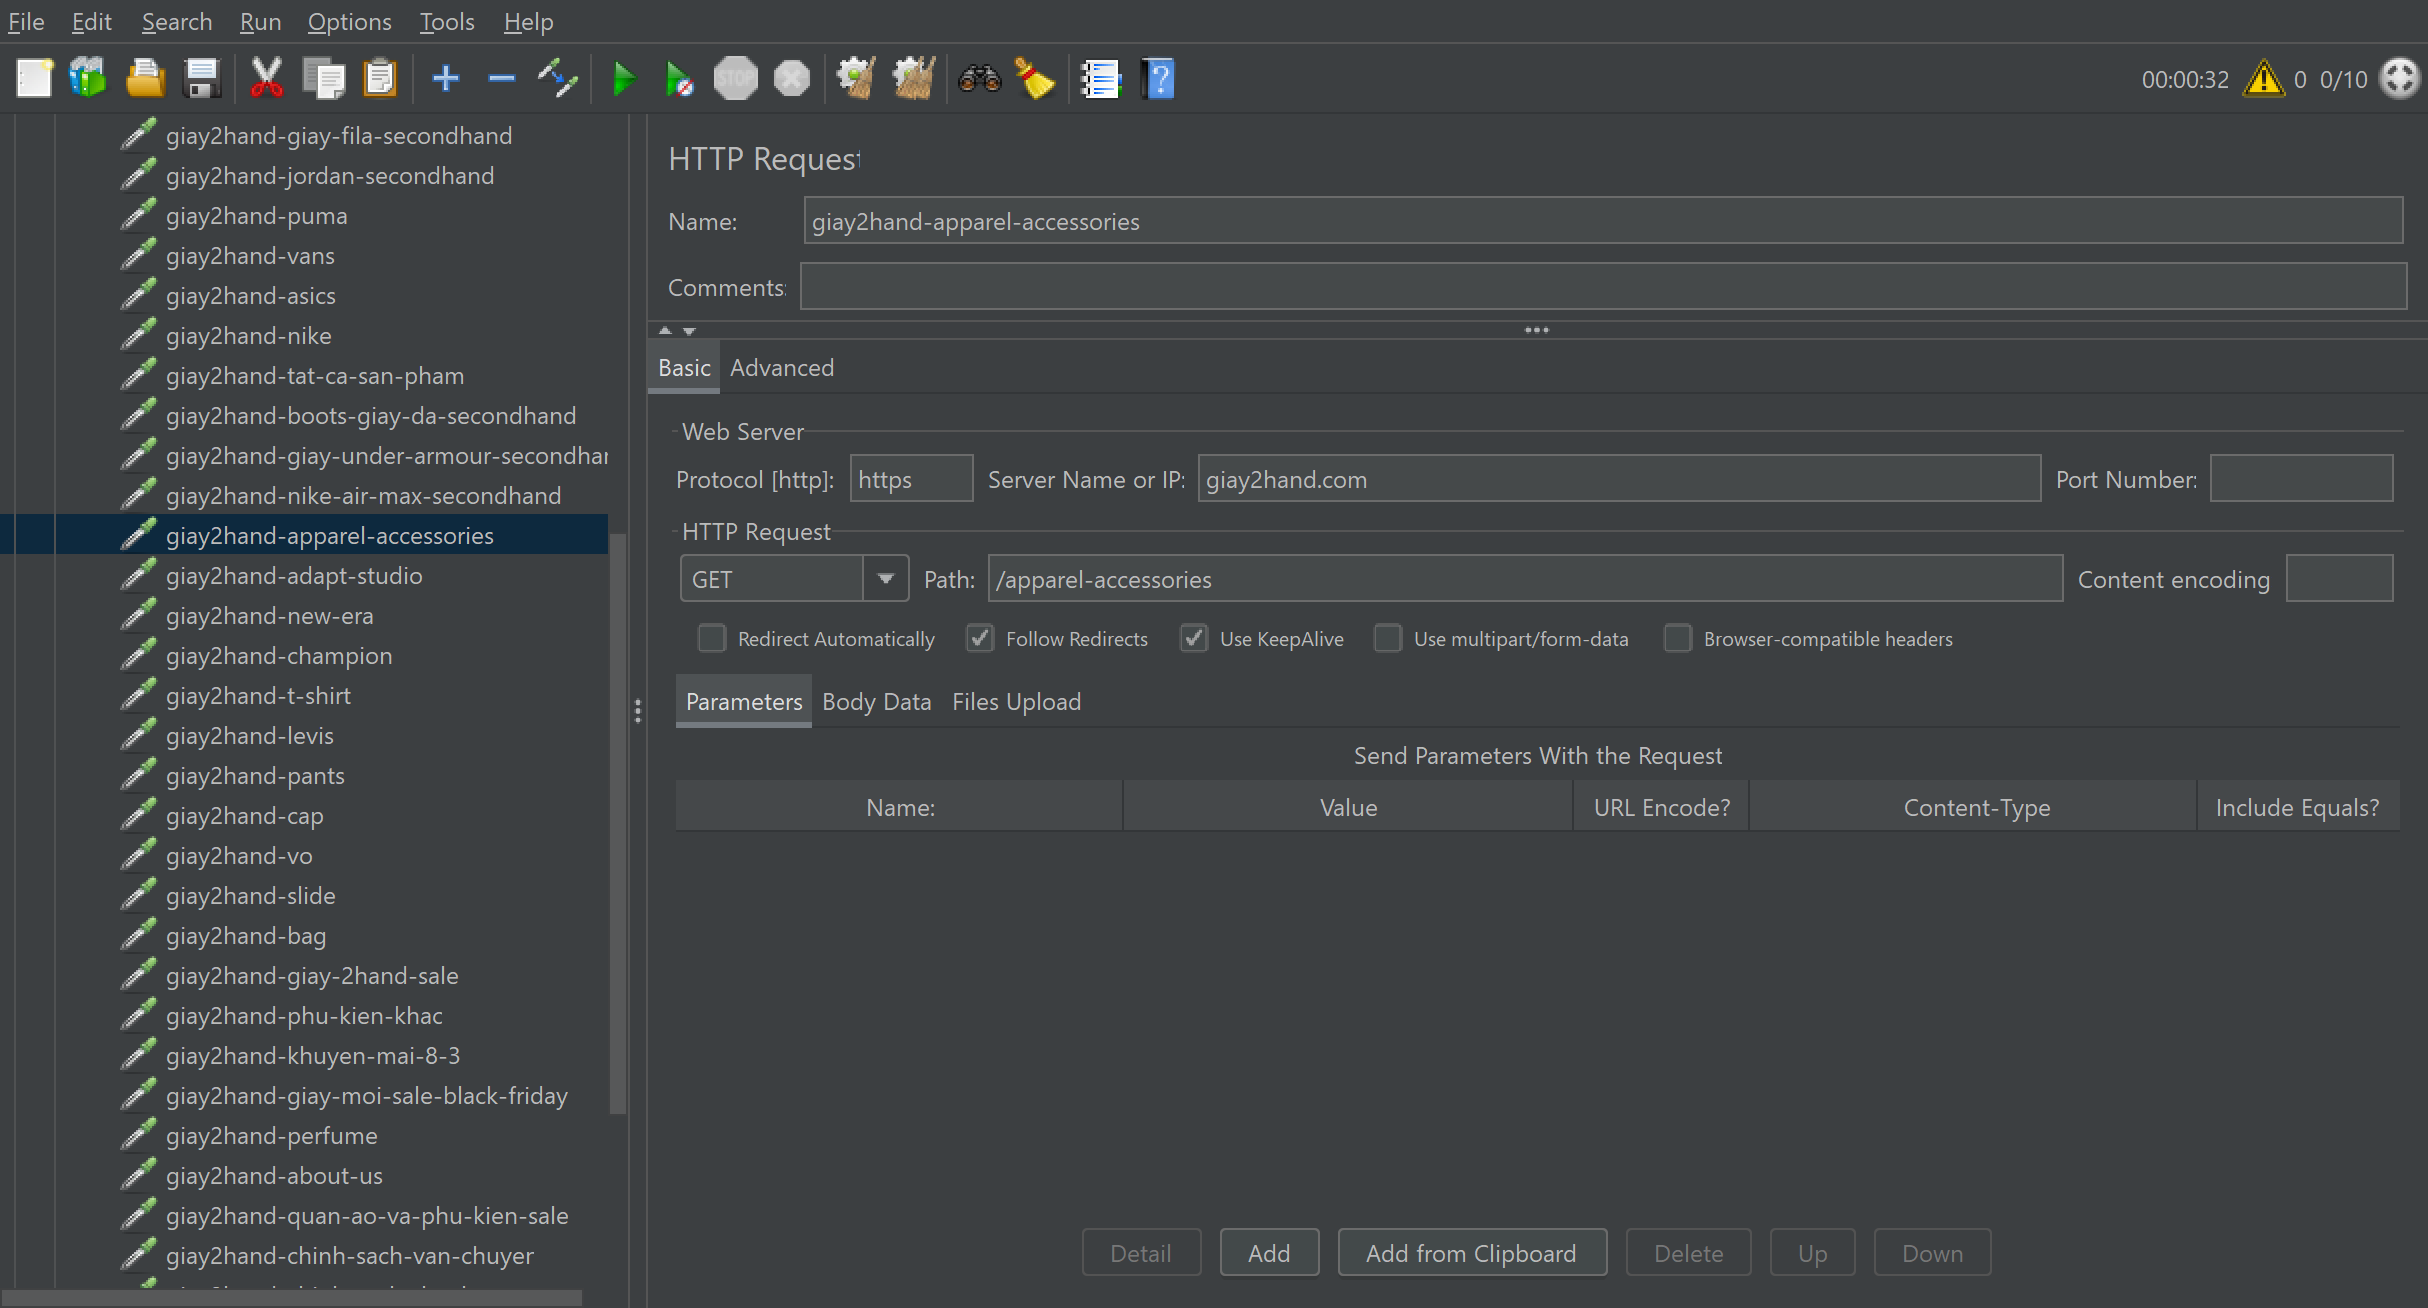 File Edit Search Run Options Tools Help
STOP
00:00:32 0 0/10
giay2hand-giay-fila-secondhand
giay2hand-jordan-secondhand
giay2hand-puma
giay2hand-vans
giay2hand-asics
giay2hand-nike
giay2hand-tat-ca-san-pham
giay2hand-boots-giay-da-secondhand
giay2hand-giay-under-armour-secondhan
giay2hand-nike-air-max-secondhand
giay2hand-apparel-accessories
giay2hand-adapt-studio
giay2hand-new-era
giay2hand-champion
giay2hand-t-shirt
giay2hand-levis
giay2hand-pants
giay2hand-cap
giay2hand-vo
giay2hand-slide
giay2hand-bag
giay2hand-giay-2hand-sale
giay2hand-phu-kien-khac
giay2hand-khuyen-mai-8-3
giay2hand-giay-moi-sale-black-friday
giay2hand-perfume
giay2hand-about-us
giay2hand-quan-ao-va-phu-kien-sale
giay2hand-chinh-sach-van-chuyer
HTTP Request
Name: giay2hand-apparel-accessories
Comments:
Basic Advanced
Web Server
Protocol [http]: https Server Name or IP: giay2hand.com Port Number:
HTTP Request
GET Path: /apparel-accessories Content encoding
Redirect Automatically Follow Redirects Use KeepAlive Use multipart/form-data Browser-compatible headers
Parameters Body Data Files Upload
Send Parameters With the Request
Name: Value URL Encode? Content-Type Include Equals?
Detail Add Add from Clipboard Delete Up Down